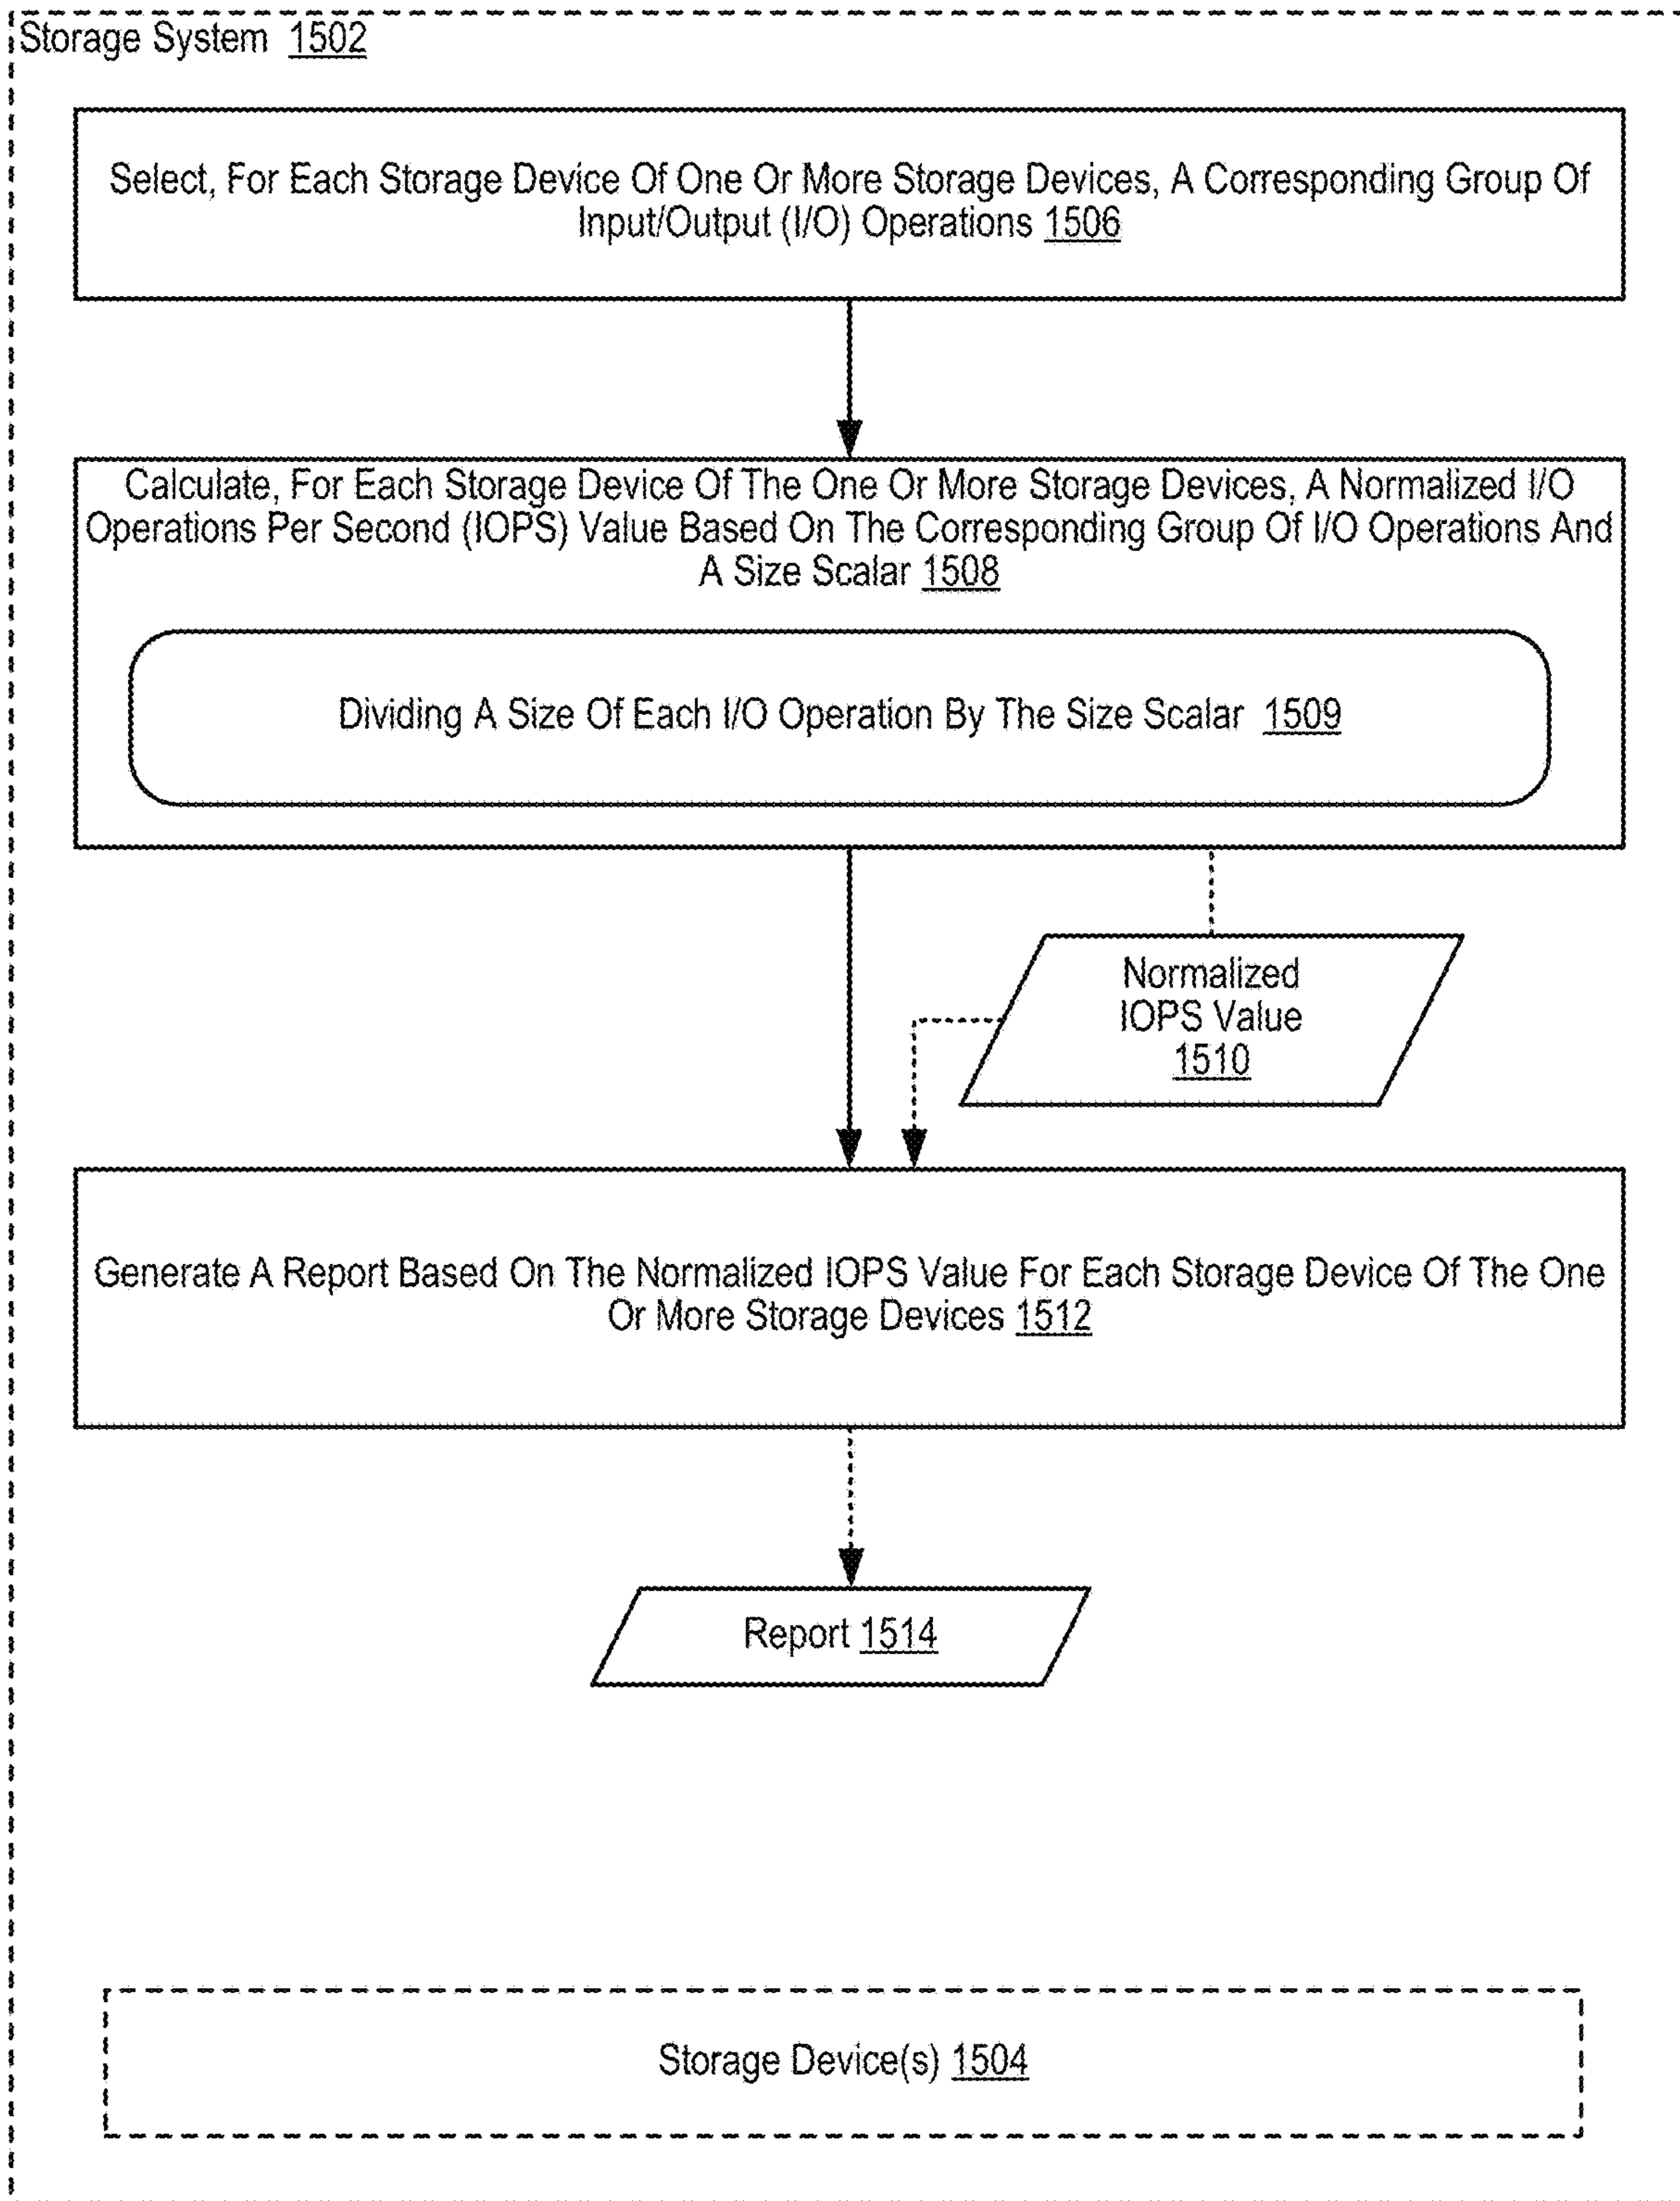 Storage System 1502
Select, For Each Storage Device Of One Or More Storage Devices, A Corresponding Group Of
Input/Output (I/O) Operations 1506
Calculate, For Each Storage Device Of The One Or More Storage Devices, A Normalized I/O
Operations Per Second (IOPS) Value Based On The Corresponding Group Of I/O Operations And
A Size Scalar 1508
Dividing A Size Of Each I/O Operation By The Size Scalar 1509
Normalized
IOPS Value
1510
Generate A Report Based On The Normalized IOPS Value For Each Storage Device Of The One
Or More Storage Devices 1512
Report 1514
Storage Device(s) 1504